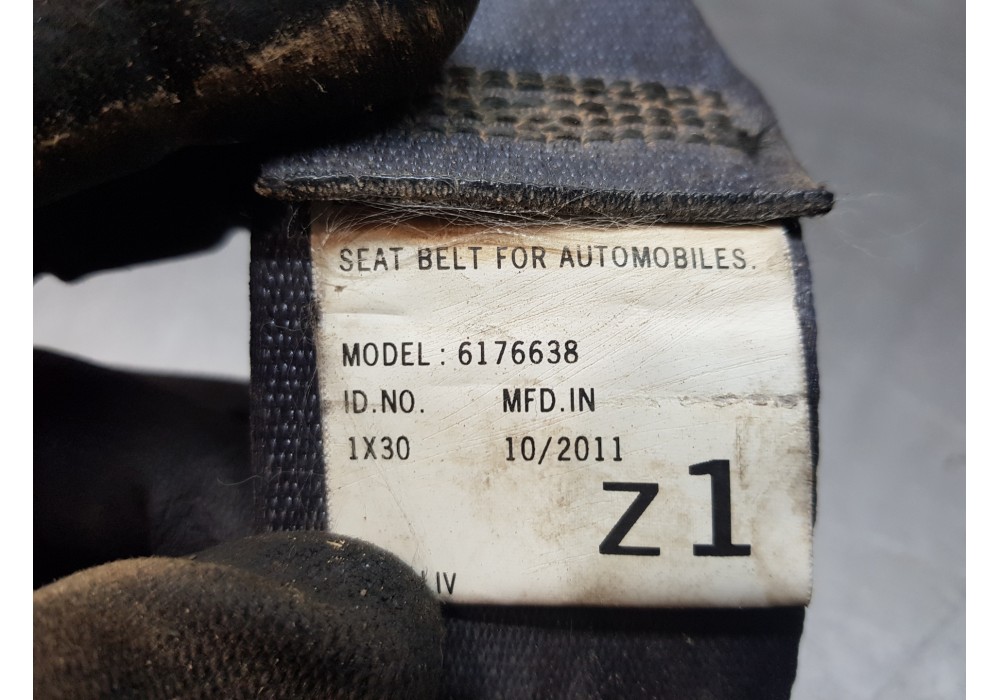 SEAT BELT FOR AUTOMOBILES.
MODEL: 6176638
ID.NO. MFD.IN
1X30 10/2011
Z1
IV